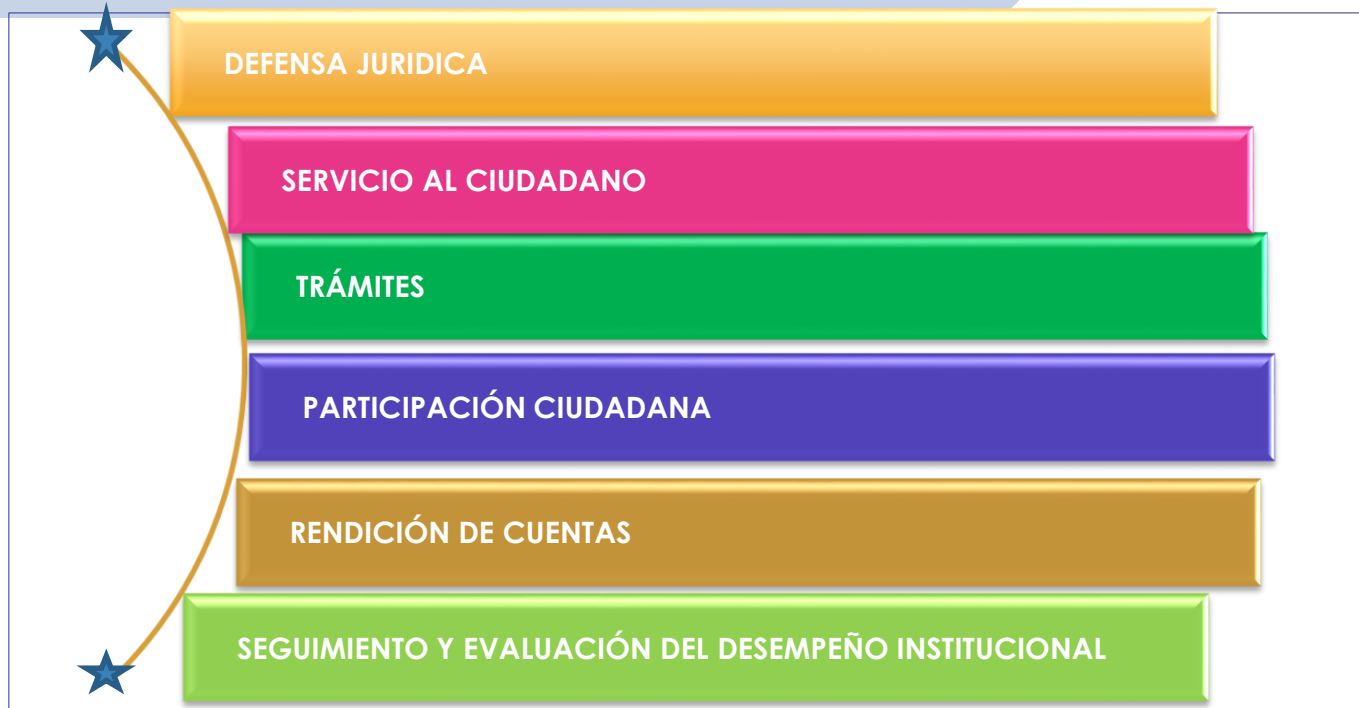 DEFENSA JURIDICA
SERVICIO AL CIUDADANO
TRÁMITES
PARTICIPACIÓN CIUDADANA
RENDICIÓN DE CUENTAS
SEGUIMIENTO Y EVALUACIÓN DEL DESEMPEÑO INSTITUCIONAL